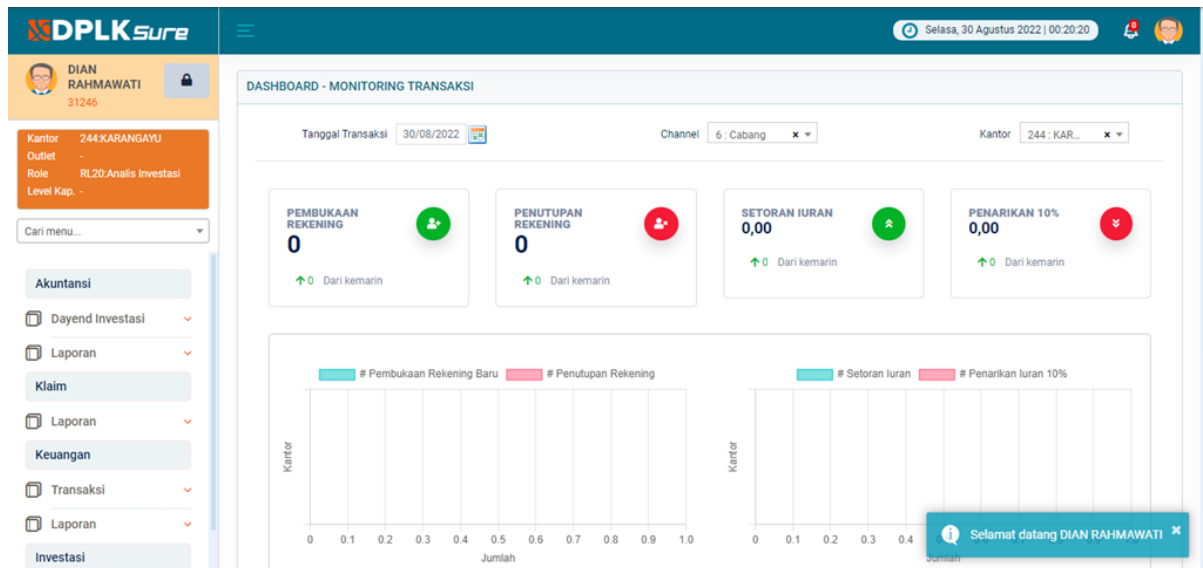 DPLKSure
Selasa, 30 Agustus 2022 | 00:20:20
DIAN
RAHMAWATI
31246
Kantor 244:KARANGAYU
Outlet -
Role RL20:Analis Investasi
Level Kap. -
Cari menu...
Akuntansi
Dayend Investasi
Laporan
Klaim
Laporan
Keuangan
Transaksi
Laporan
Investasi
DASHBOARD - MONITORING TRANSAKSI
Tanggal Transaksi 30/08/2022 Channel 6 : Cabang x Kantor 244 : KAR... x
PEMBUKAAN
REKENING
0
0 Dari kemarin
PENUTUPAN
REKENING
0
0 Dari kemarin
SETORAN IURAN
0,00
0 Dari kemarin
PENARIKAN 10%
0,00
0 Dari kemarin
# Pembukaan Rekening Baru # Penutupan Rekening
Kantor
0 0.1 0.2 0.3 0.4 0.5 0.6 0.7 0.8 0.9 1.0
Jumlah
# Setoran Iuran # Penarikan Iuran 10%
Kantor
0 0.1 0.2 0.3 0.4
Jumlah
Selamat datang DIAN RAHMAWATI x